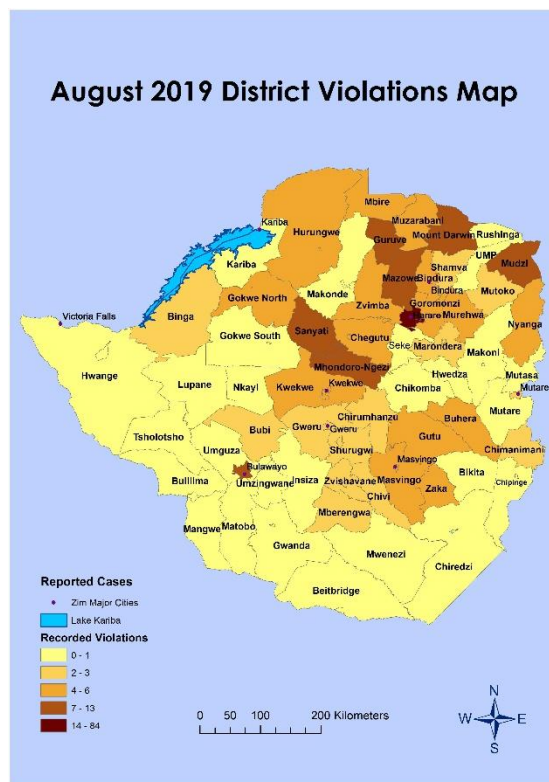 August 2019 District Violations Map
Kariba
Mbire
Hurungwe
Muzarabani
Guruve
Mount Darwin
Rushinga
Kariba
UMP
Mudzi
Mazowe
Shamva
Bigdura
Bindura
Mutoko
Gokwe North
Makonde
Zvimba
Goromonzi
Harare
Murehwa
Victoria Falls
Binga
Nyanga
Sanyati
Chegutu
Gokwe South
Seke
Marondera
Makoni
Hwange
Mhondoro-Ngezi
Hwedza
Mutasa
Lupane
Nkayi
Kwekwe
Kwekwe
Chikomba
Mutare
Mutare
Chirumhanzu
Buhera
Tsholotsho
Bubi
Gweru
Gweru
Gutu
Chimanimani
Umguza
Shurugwi
Bulawayo
Masvingo
Bulilima
Umzingwane
Insiza
Zvishavane
Masvingo
Bikita
Chipinge
Zaka
Chivi
Mberengwa
Mangwe
Matobo
Gwanda
Mwenezi
Chiredzi
Beitbridge
Reported Cases
Zim Major Cities
Lake Kariba
Recorded Violations
0 - 1
2 - 3
4 - 6
7 - 13
14 - 84
0 50 100 200 Kilometers
N
W E
S